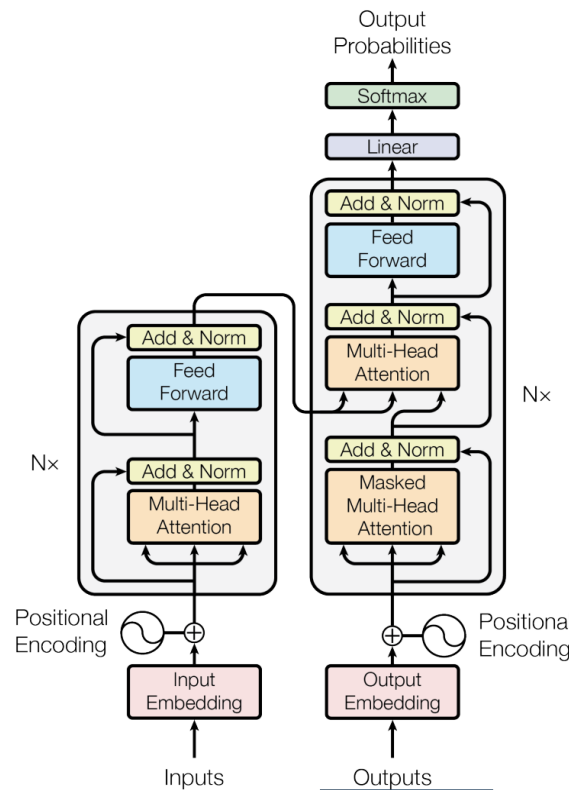 Output
Probabilities
Softmax
Linear
Add & Norm
Feed
Forward
Add & Norm
Multi-Head
Attention
Add & Norm
Masked
Multi-Head
Attention
N×
Add & Norm
Feed
Forward
N×
Add & Norm
Multi-Head
Attention
Positional
Encoding
Positiona
Encoding
Input
Embedding
Output
Embedding
Inputs
Outputs